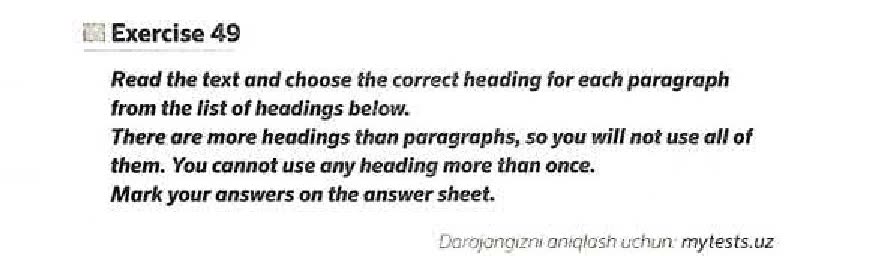 Exercise 49
Read the text and choose the correct heading for each paragraph
from the list of headings below.
There are more headings than paragraphs, so you will not use all of
them. You cannot use any heading more than once.
Mark your answers on the answer sheet.
Darajangizni aniqlash uchun: mytests.uz